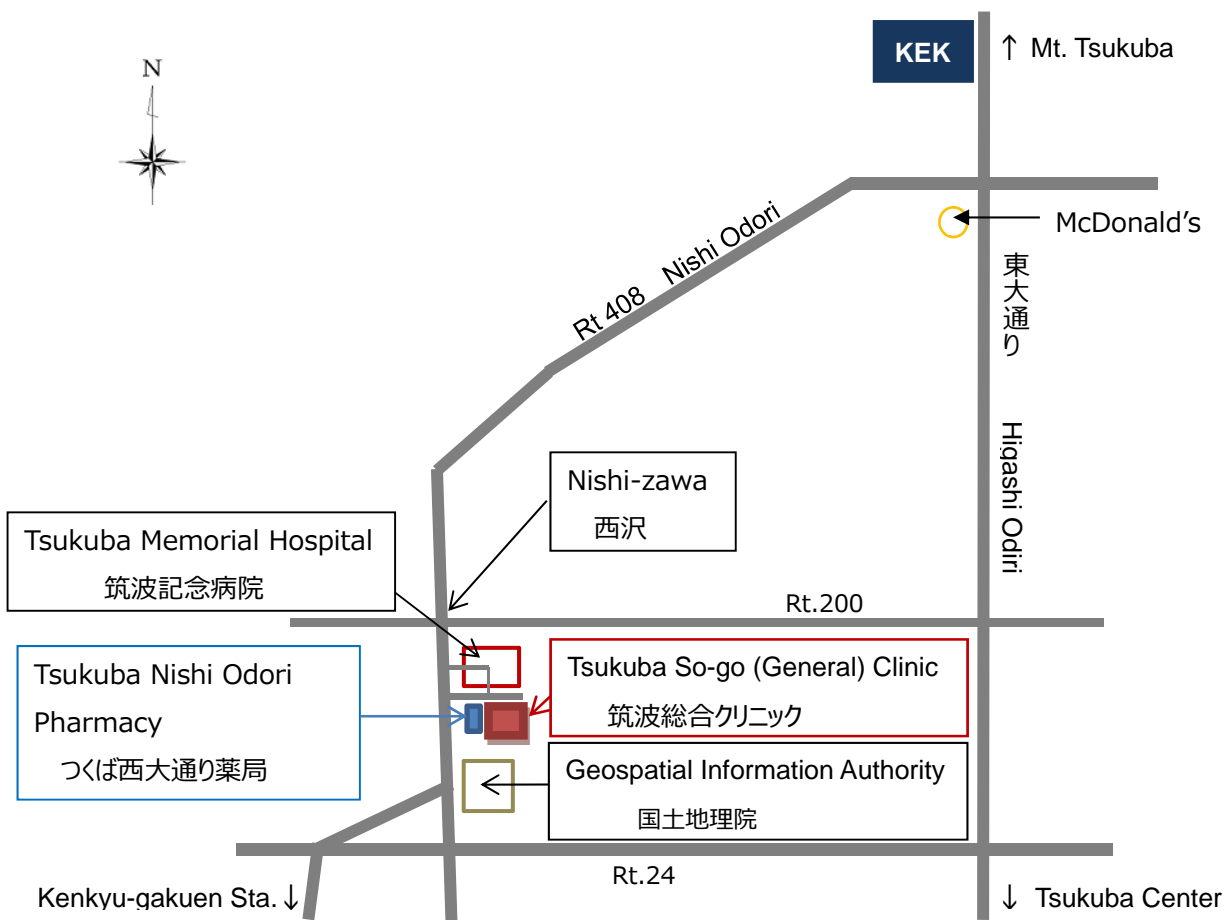 KEK
↑ Mt. Tsukuba
N
McDonald's
Rt 408 Nishi Odori
東大通り
Higashi Odiri
Nishi-zawa
西沢
Tsukuba Memorial Hospital
筑波記念病院
Rt.200
Tsukuba Nishi Odori
Pharmacy
つくば西大通り薬局
Tsukuba So-go (General) Clinic
筑波総合クリニック
Geospatial Information Authority
国土地理院
Rt.24
Kenkyu-gakuen Sta. ↓
↓ Tsukuba Center